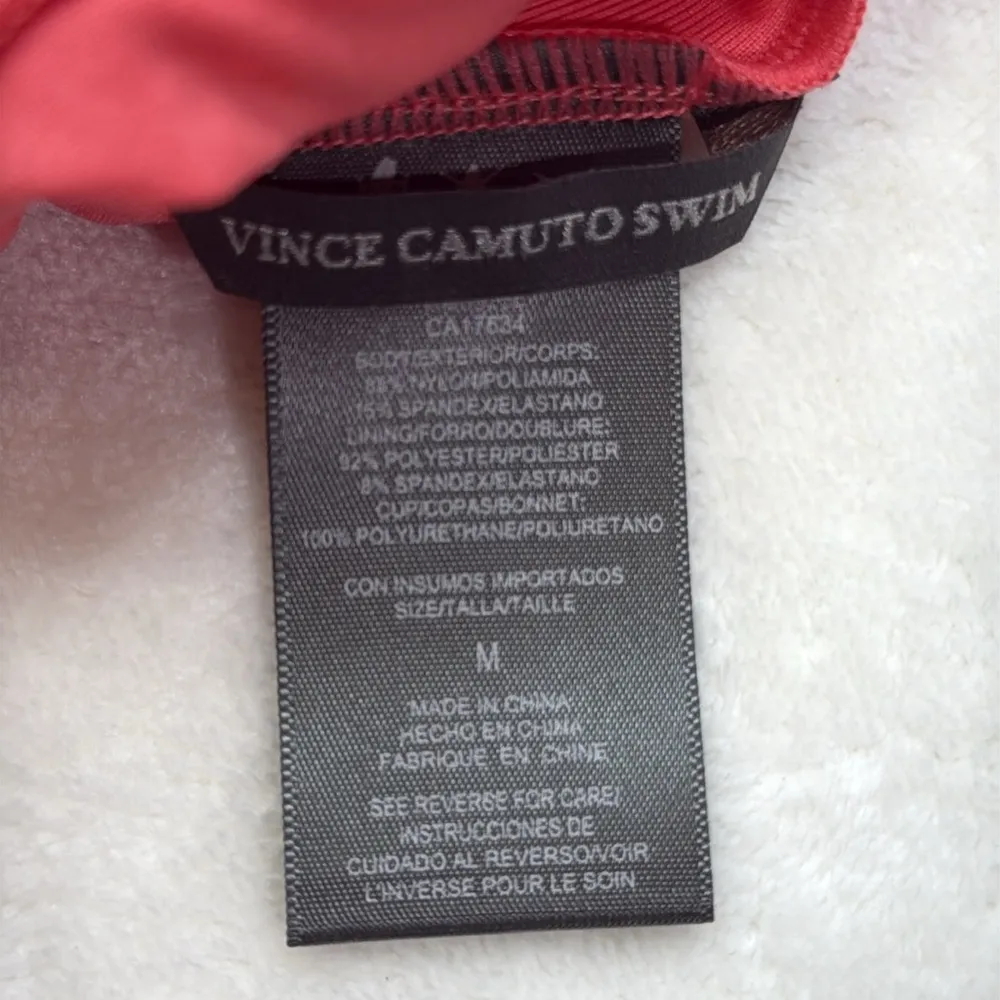 VINCE CAMUTO SWIM
CA17634
BODY/EXTERIOR/CORPS:
NYLON/POLIAMIDA
15% SPANDEX/ELASTANO
LINING/FORRO/DOUBLURE:
92% POLYESTER/POLIESTER
8% SPANDEX/ELASTANO
CUP/COPAS/BONNET:
100% POLYURETHANE/POLIURETANO
CON INSUMOS IMPORTADOS
SIZE/TALLA/TAILLE
M
MADE IN CHINA
HECHO EN CHINA
FABRIQUE EN CHINE
SEE REVERSE FOR CARE/
INSTRUCCIONES DE
CUIDADO AL REVERSO/VOIR
L'INVERSE POUR LE SOIN